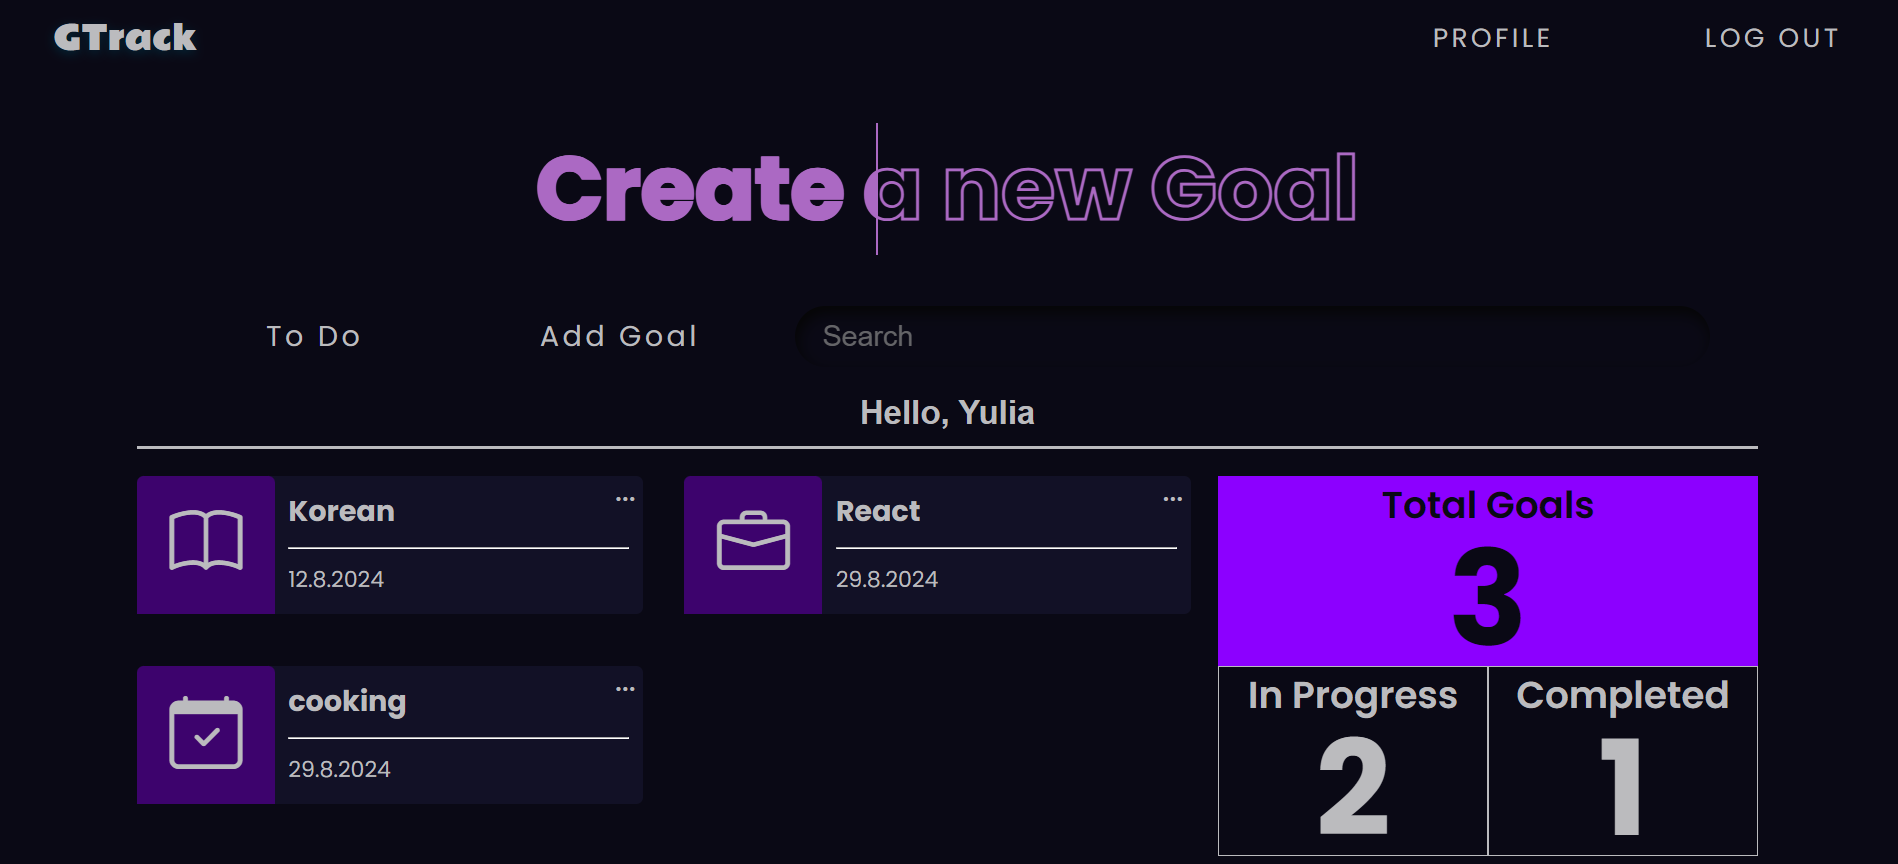 GTrack
PROFILE
LOG OUT
Create a new Goal
To Do
Add Goal
Search
Hello, Yulia
Korean
...
12.8.2024
React
...
29.8.2024
cooking
...
29.8.2024
Total Goals
3
In Progress
2
Completed
1